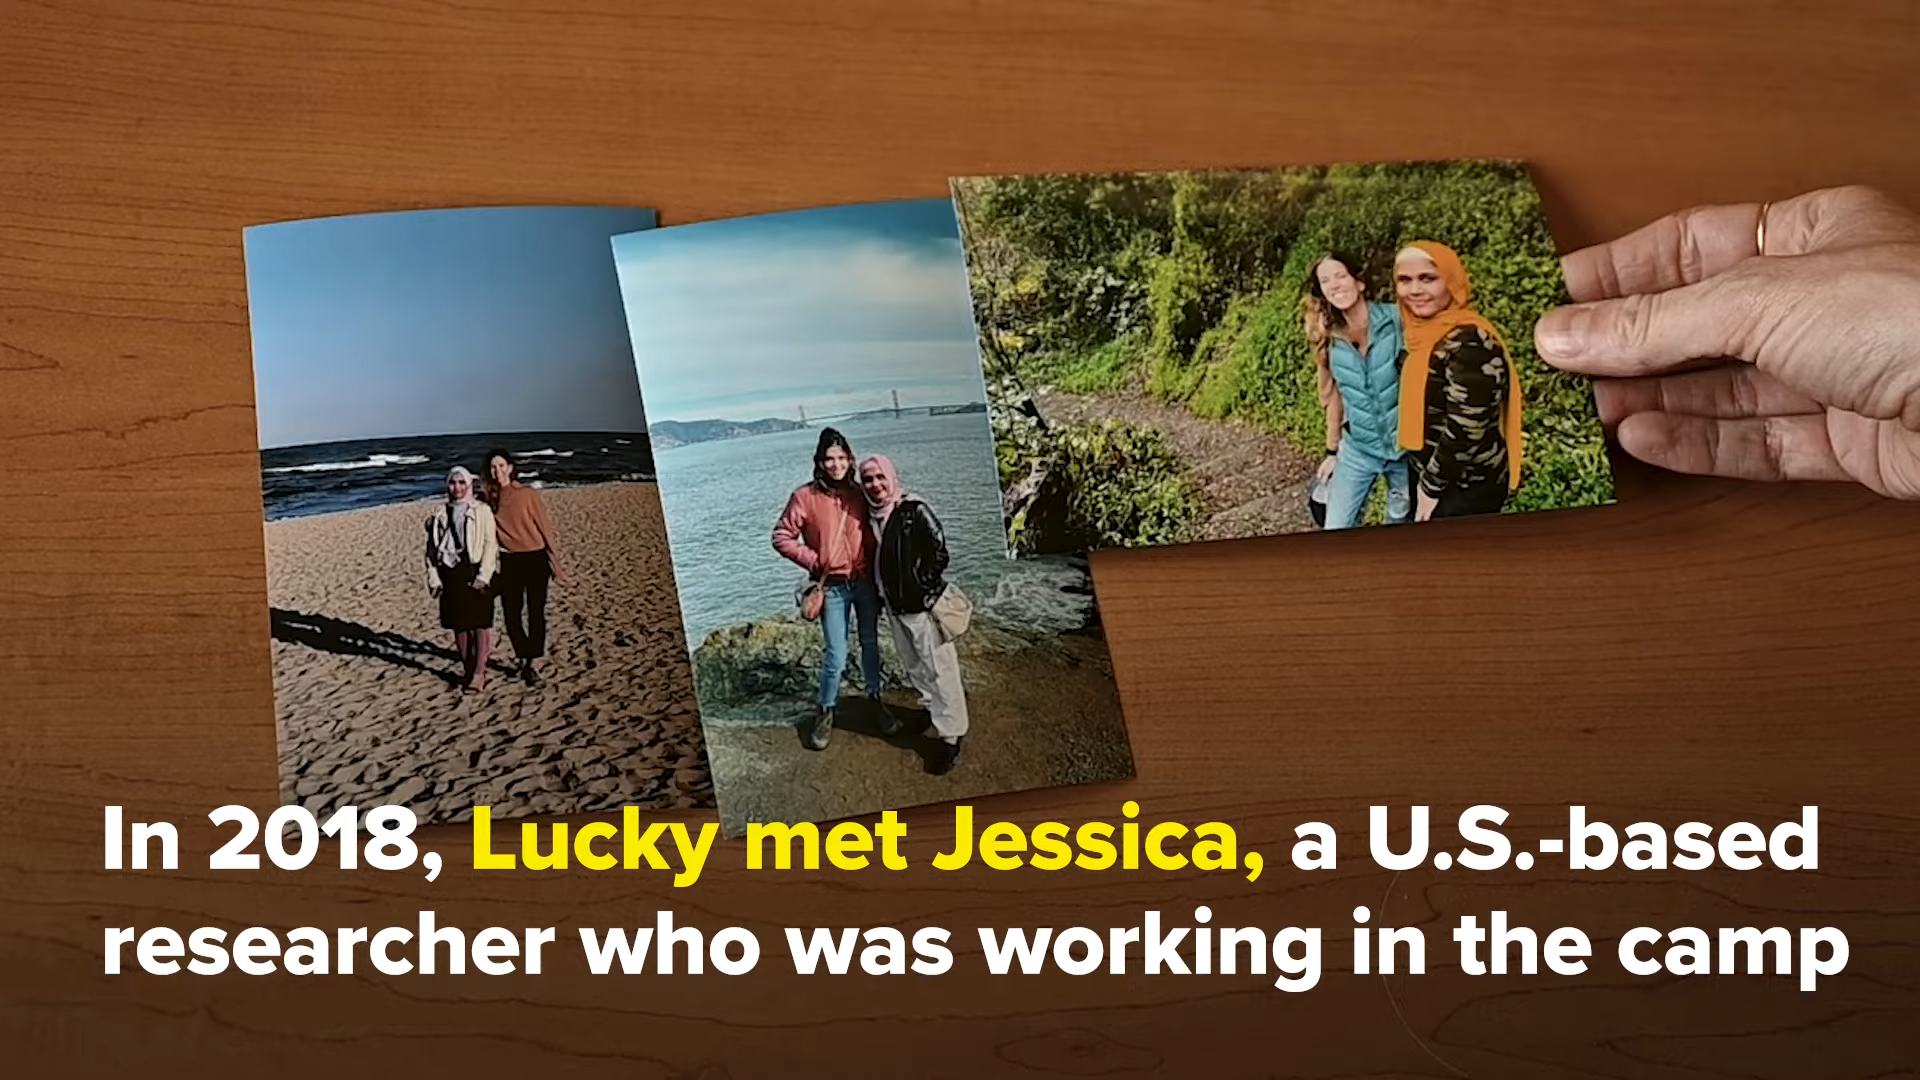 In 2018, Lucky met Jessica, a U.S.-based
researcher who was working in the camp